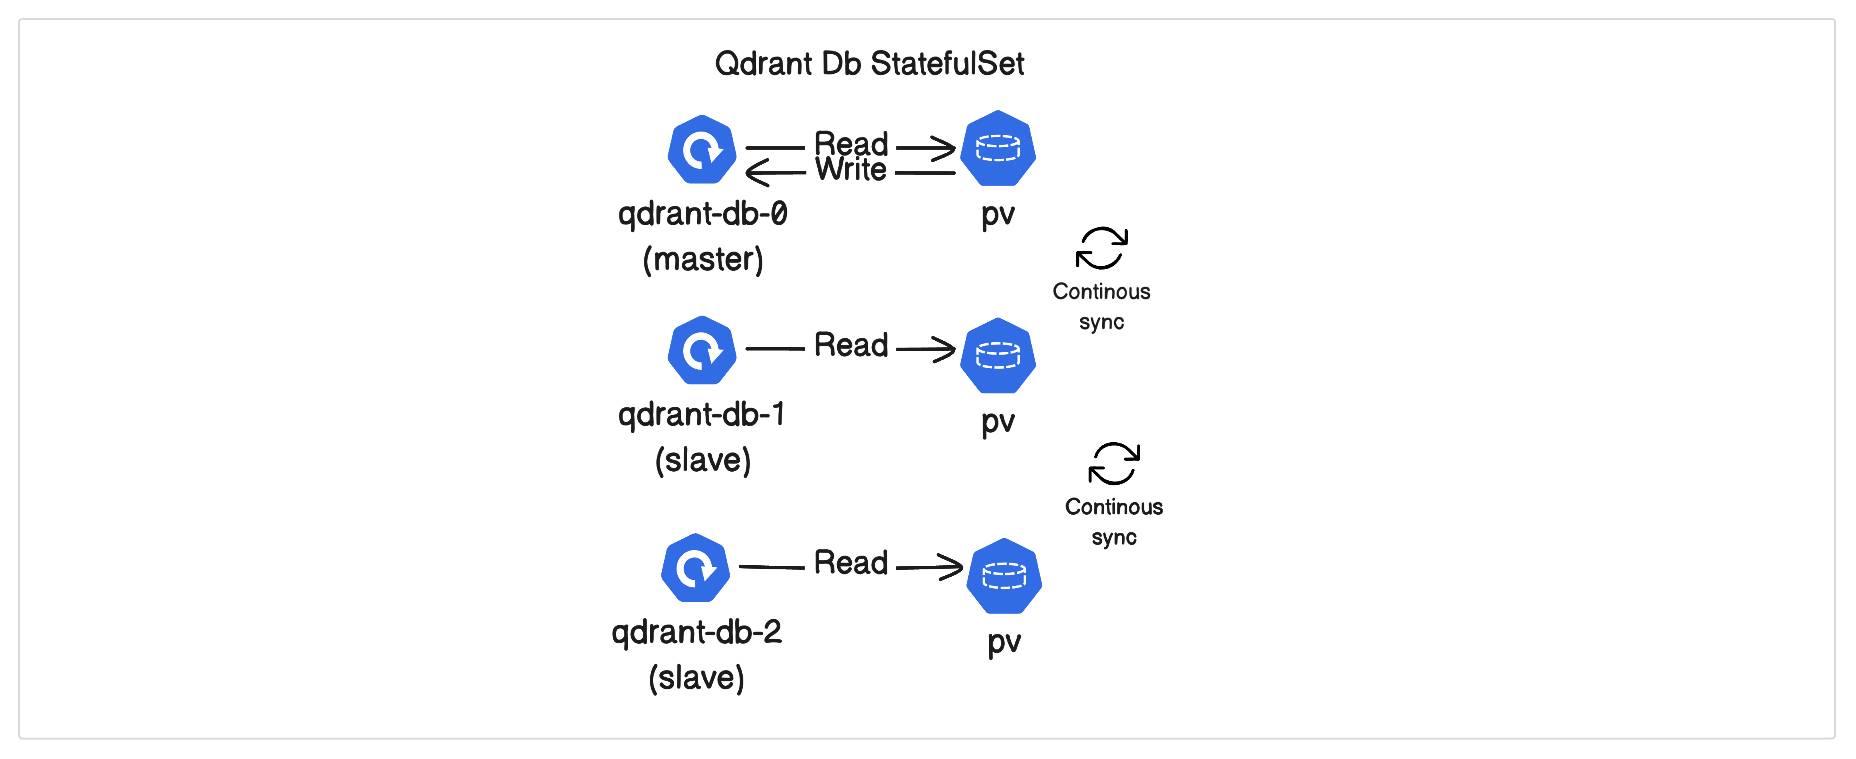 Qdrant Db StatefulSet
Read
Write
qdrant-db-0
(master)
pv
Continous
sync
Read
qdrant-db-1
(slave)
pv
Continous
sync
Read
qdrant-db-2
(slave)
pv